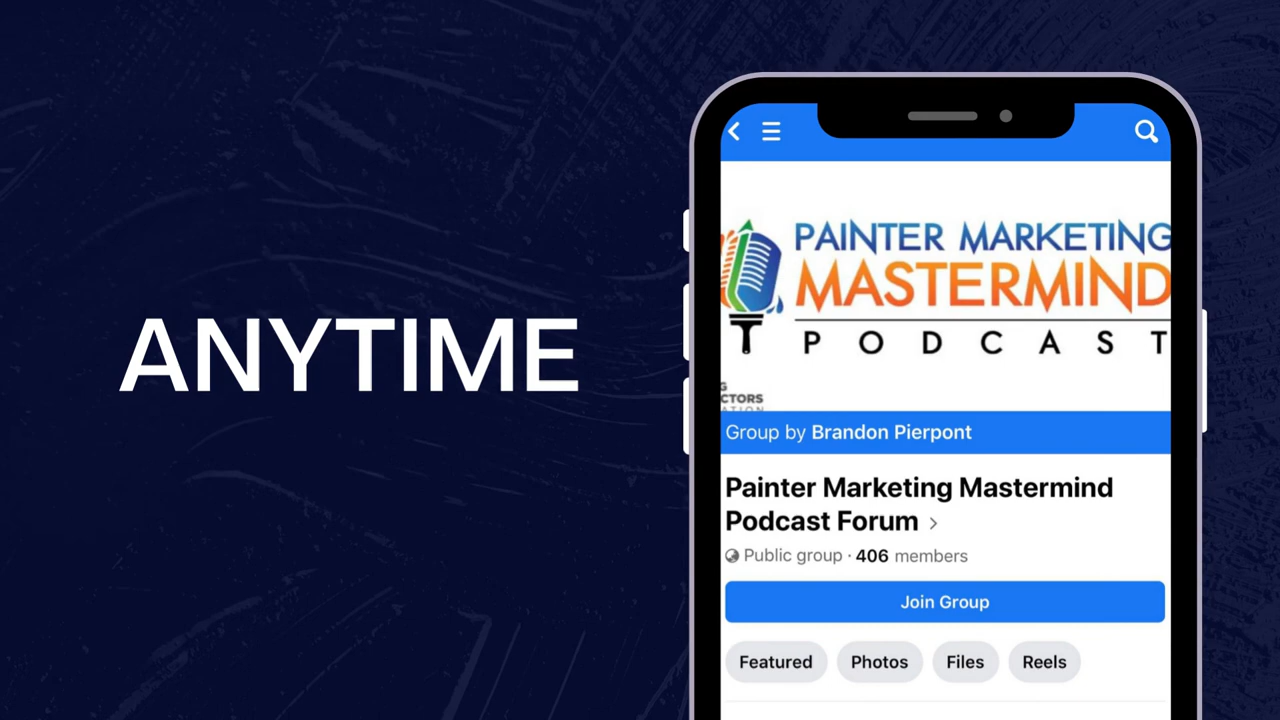 ANYTIME
PAINTER MARKETING
MASTERMIND
PODCAST
CTORS
Group by Brandon Pierpont
Painter Marketing Mastermind
Podcast Forum
Public group · 406 members
Join Group
Featured Photos Files Reels